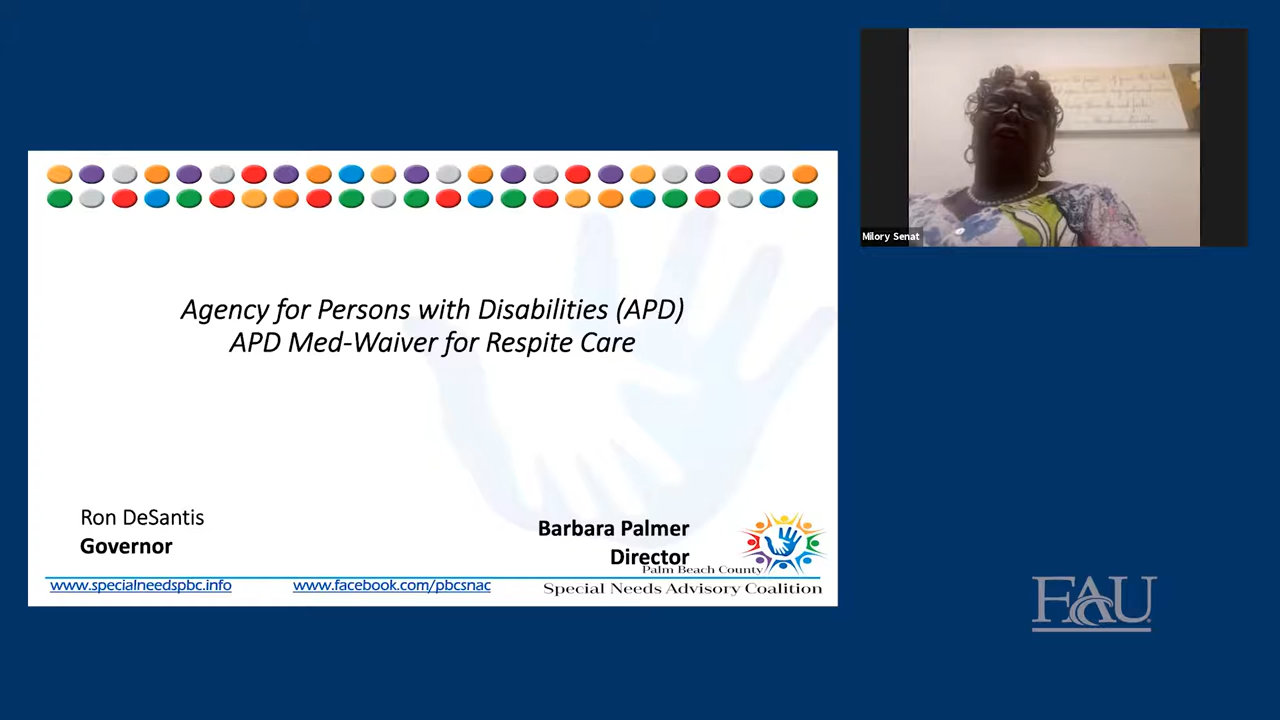 Agency for Persons with Disabilities (APD)
APD Med-Waiver for Respite Care
Ron DeSantis
Governor
Barbara Palmer
Director
Palm Beach County
www.specialneedspbc.info
www.facebook.com/pbcsnac
Special Needs Advisory Coalition
Milory Senat
FAU